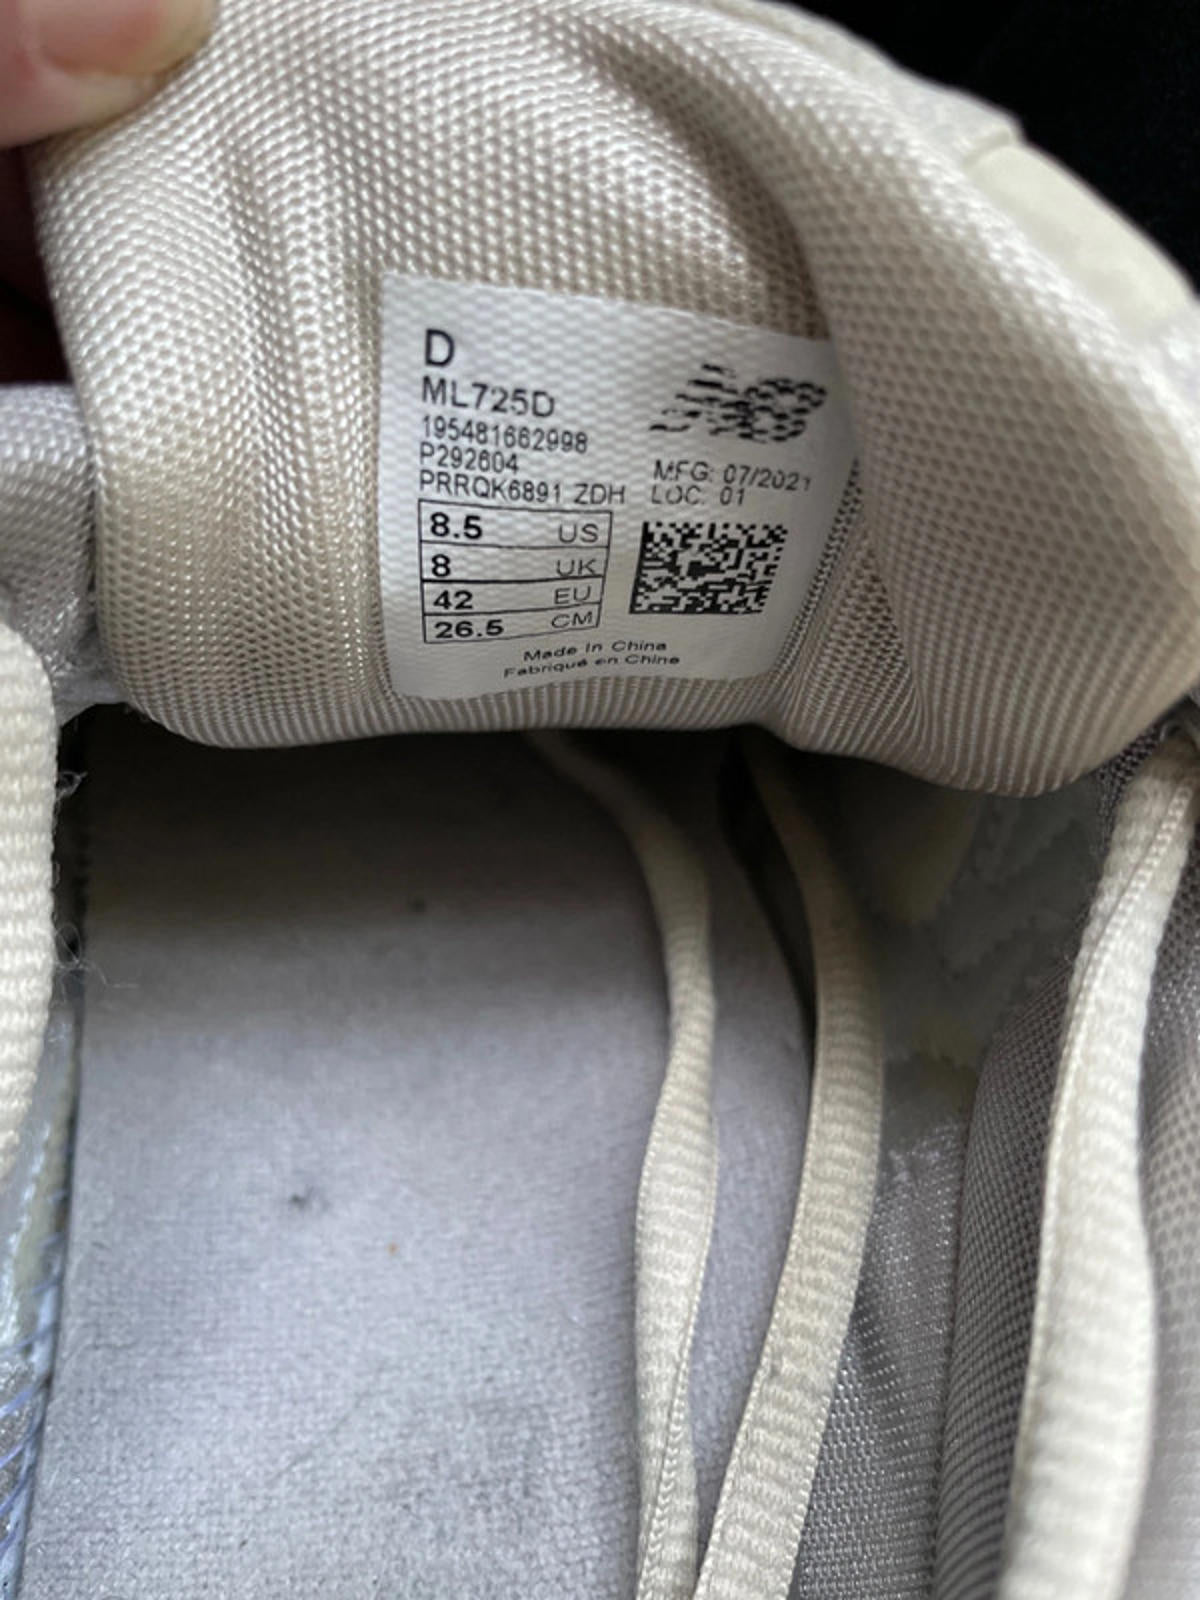 D
ML725D
195481662998
P292604
PRRQK6891 ZDH
NB
MFG: 07/2021
LOC: 01
8.5 US
8 UK
42 EU
26.5 CM
Made In China
Fabriqué en Chine